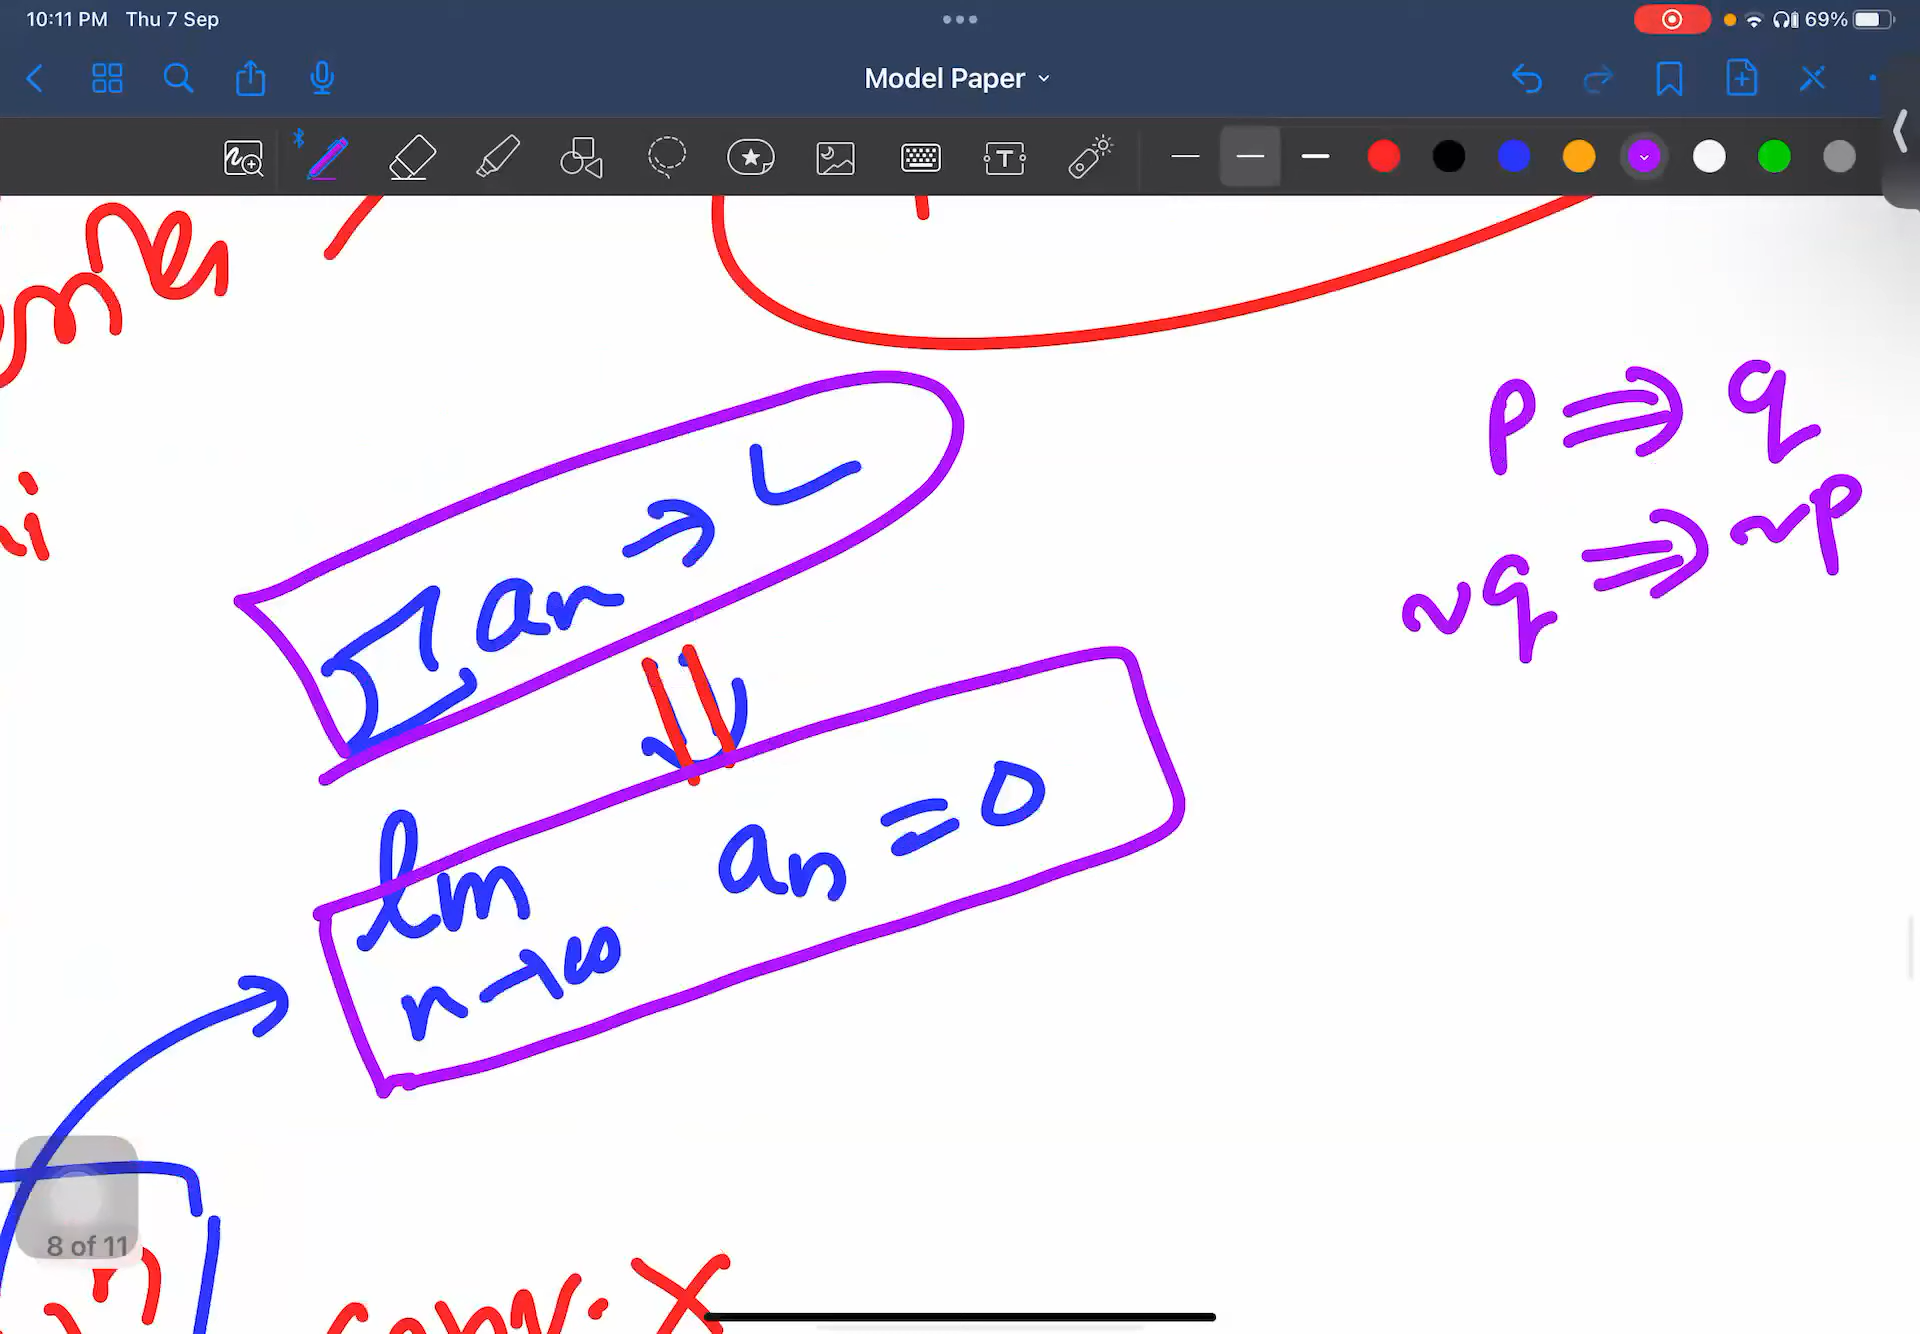 10:11 PM Thu 7 Sep
69%
Model Paper
T
p ⇒ q
~q ⇒ ~p
∑ an → L
⇓
lim an = 0
n→∞
8 of 11
conv. X